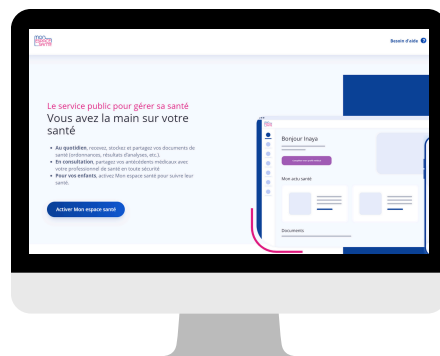 MON
ESPACE
SANTÉ
Besoin d'aide ?
Le service public pour gérer sa santé
Vous avez la main sur votre
santé
• Au quotidien, recevez, stockez et partagez vos documents de
santé (ordonnances, résultats d'analyses, etc.).
• En consultation, partagez vos antécédents médicaux avec
votre professionnel de santé en toute sécurité
• Pour vos enfants, activez Mon espace santé pour suivre leur
santé.
Activer Mon espace santé
Bonjour Inaya
Mon actu santé
Documents